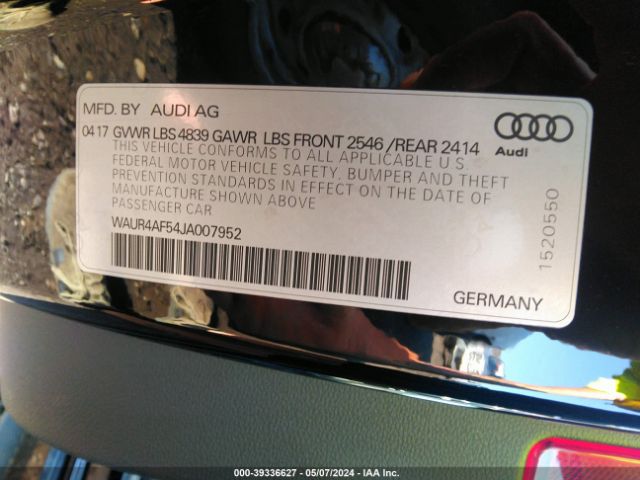 MFD. BY AUDI AG
04 17 GVWR LBS 4839 GAWR LBS FRONT 2546 /REAR 2414
THIS VEHICLE CONFORMS TO ALL APPLICABLE U.S.
FEDERAL MOTOR VEHICLE SAFETY, BUMPER AND THEFT
PREVENTION STANDARDS IN EFFECT ON THE DATE OF
MANUFACTURE SHOWN ABOVE
PASSENGER CAR
WAUR4AF54JA007952
Audi
1520550
GERMANY
000-39336627 - 05/07/2024 - IAA Inc.